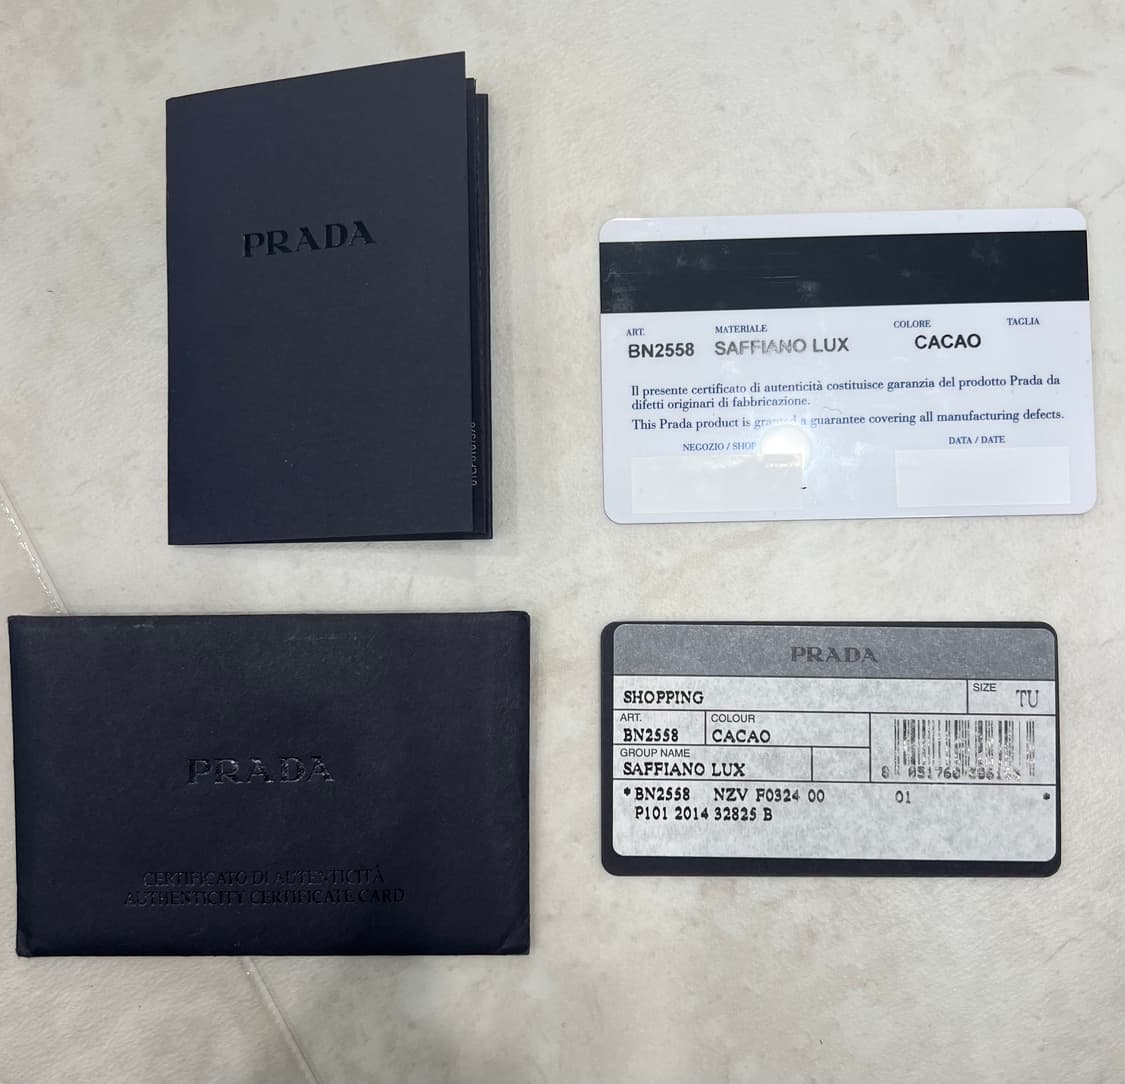 PRADA
ART.
MATERIALE
COLORE
TAGLIA
BN2558
SAFFIANO LUX
CACAO
Il presente certificato di autenticità costituisce garanzia del prodotto Prada da
difetti originari di fabbricazione.
This Prada product is granted a guarantee covering all manufacturing defects.
NEGOZIO / SHOP
DATA / DATE
PRADA
CERTIFICATO DI AUTENTICITÀ
AUTHENTICITY CERTIFICATE CARD
PRADA
SHOPPING
SIZE
TU
ART.
COLOUR
BN2558
CACAO
GROUP NAME
SAFFIANO LUX
*BN2558 NZV F0324 00 01 *
P101 2014 32825 B